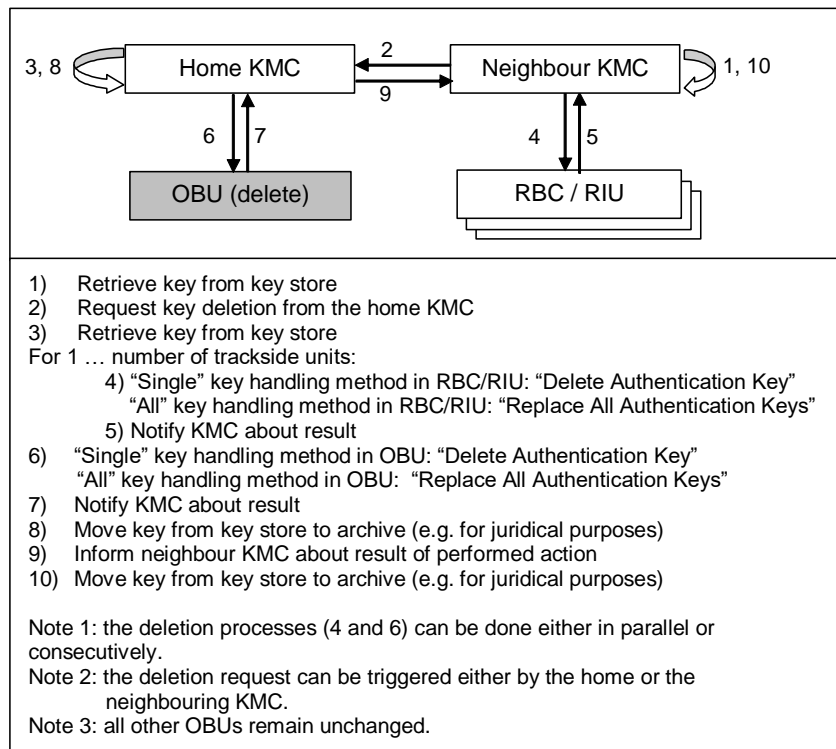 3, 8
Home KMC
2
9
Neighbour KMC
1, 10
6
7
4
5
OBU (delete)
RBC / RIU
1) Retrieve key from key store
2) Request key deletion from the home KMC
3) Retrieve key from key store
For 1 … number of trackside units:
4) “Single” key handling method in RBC/RIU: “Delete Authentication Key”
“All” key handling method in RBC/RIU: “Replace All Authentication Keys”
5) Notify KMC about result
6) “Single” key handling method in OBU: “Delete Authentication Key”
“All” key handling method in OBU: “Replace All Authentication Keys”
7) Notify KMC about result
8) Move key from key store to archive (e.g. for juridical purposes)
9) Inform neighbour KMC about result of performed action
10) Move key from key store to archive (e.g. for juridical purposes)
Note 1: the deletion processes (4 and 6) can be done either in parallel or
consecutively.
Note 2: the deletion request can be triggered either by the home or the
neighbouring KMC.
Note 3: all other OBUs remain unchanged.